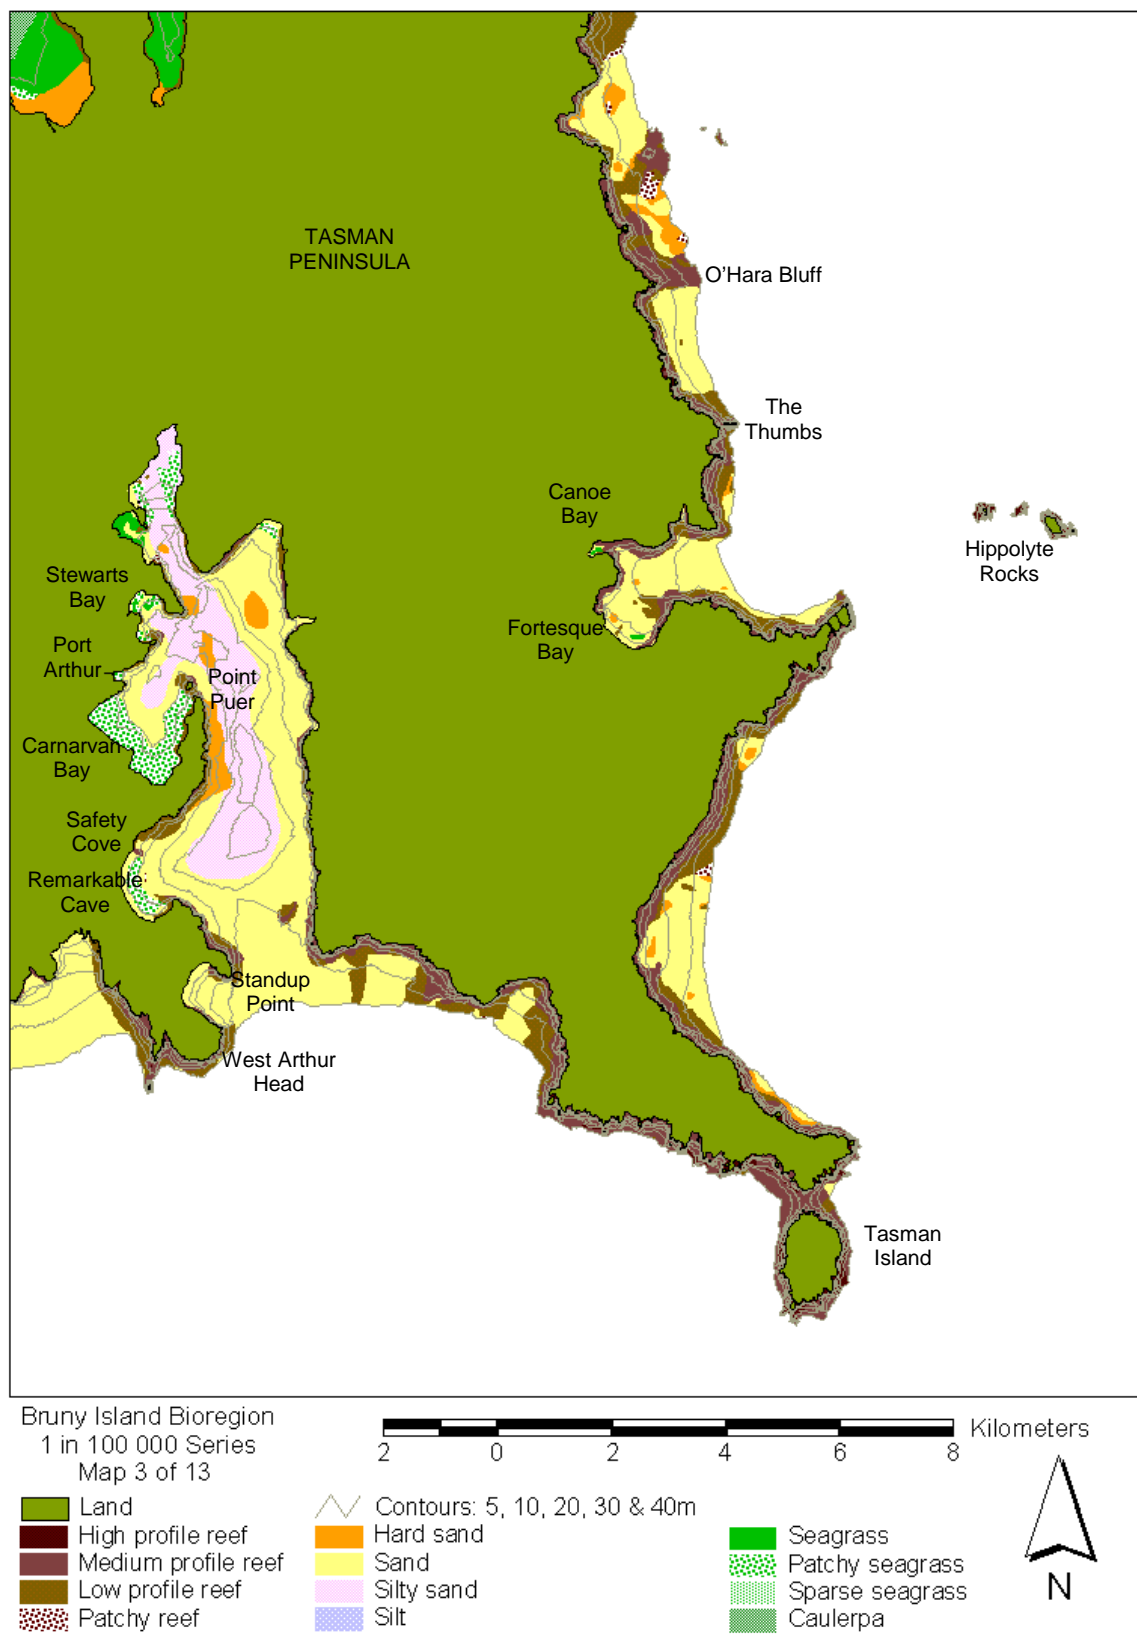 TASMAN
PENINSULA
O'Hara Bluff
The
Thumbs
Canoe
Bay
Hippolyte
Rocks
Stewarts
Bay
Fortesque
Bay
Port
Arthur
Point
Puer
Carnarvan
Bay
Safety
Cove
Remarkable
Cave
Standup
Point
West Arthur
Head
Tasman
Island
Bruny Island Bioregion
1 in 100 000 Series
Map 3 of 13
2 0 2 4 6 8 Kilometers
Land
High profile reef
Medium profile reef
Low profile reef
Patchy reef
Contours: 5, 10, 20, 30 & 40m
Hard sand
Sand
Silty sand
Silt
Seagrass
Patchy seagrass
Sparse seagrass
Caulerpa
N